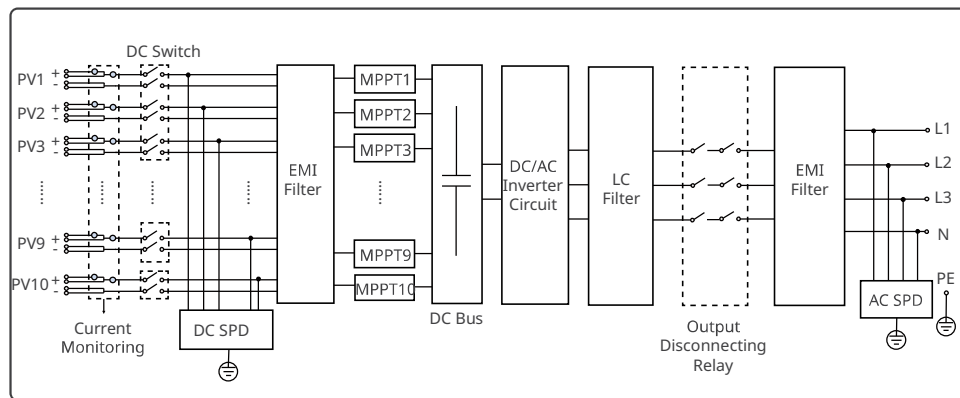 DC Switch
PV1
+
-
PV2
+
-
PV3
+
-
PV9
+
-
PV10
+
-
Current
Monitoring
DC SPD
EMI
Filter
MPPT1
MPPT2
MPPT3
MPPT9
MPPT10
DC Bus
DC/AC
Inverter
Circuit
LC
Filter
Output
Disconnecting
Relay
EMI
Filter
L1
L2
L3
N
PE
AC SPD